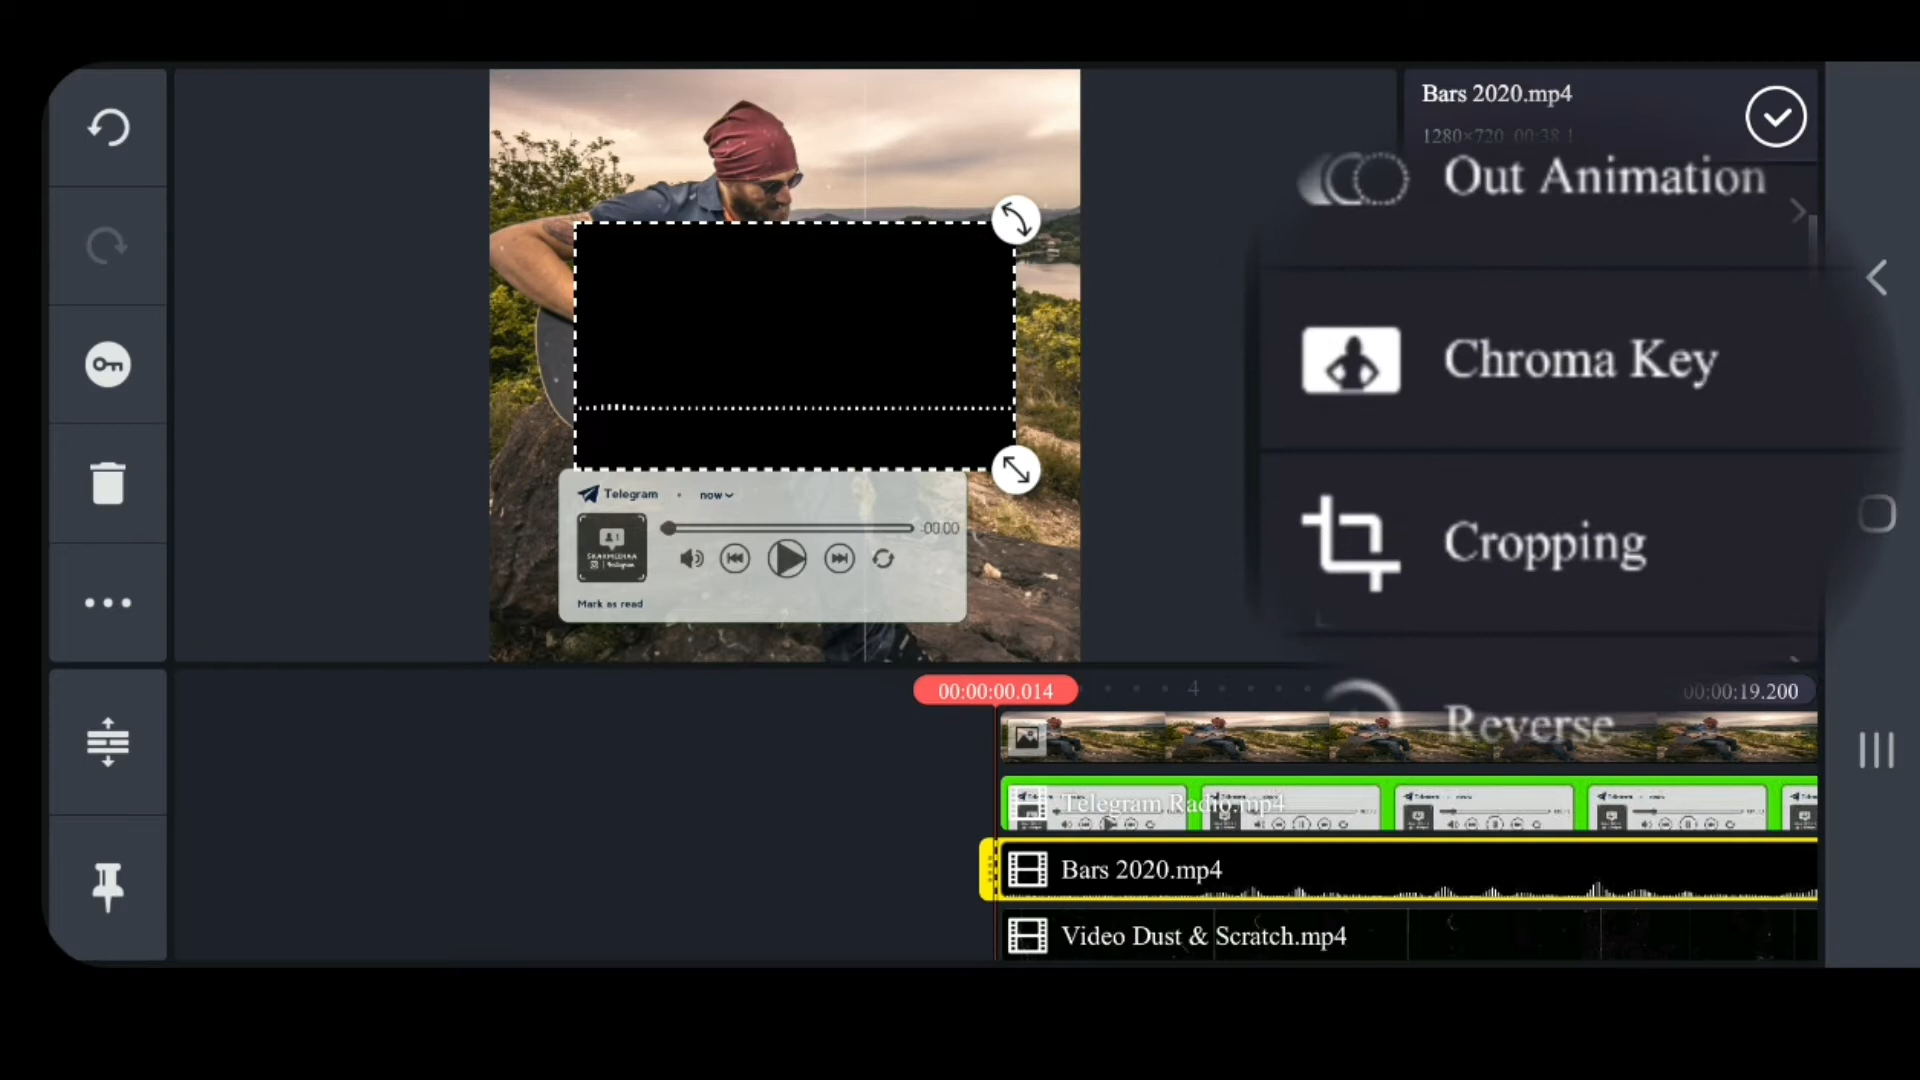 Bars 2020.mp4
1280×720 00:38.1
Out Animation
Chroma Key
Cropping
Reverse
Telegram • now
-00:00
Mark as read
00:00:00.014
4
00:00:19.200
Telegram Radio.mp4
Bars 2020.mp4
Video Dust & Scratch.mp4